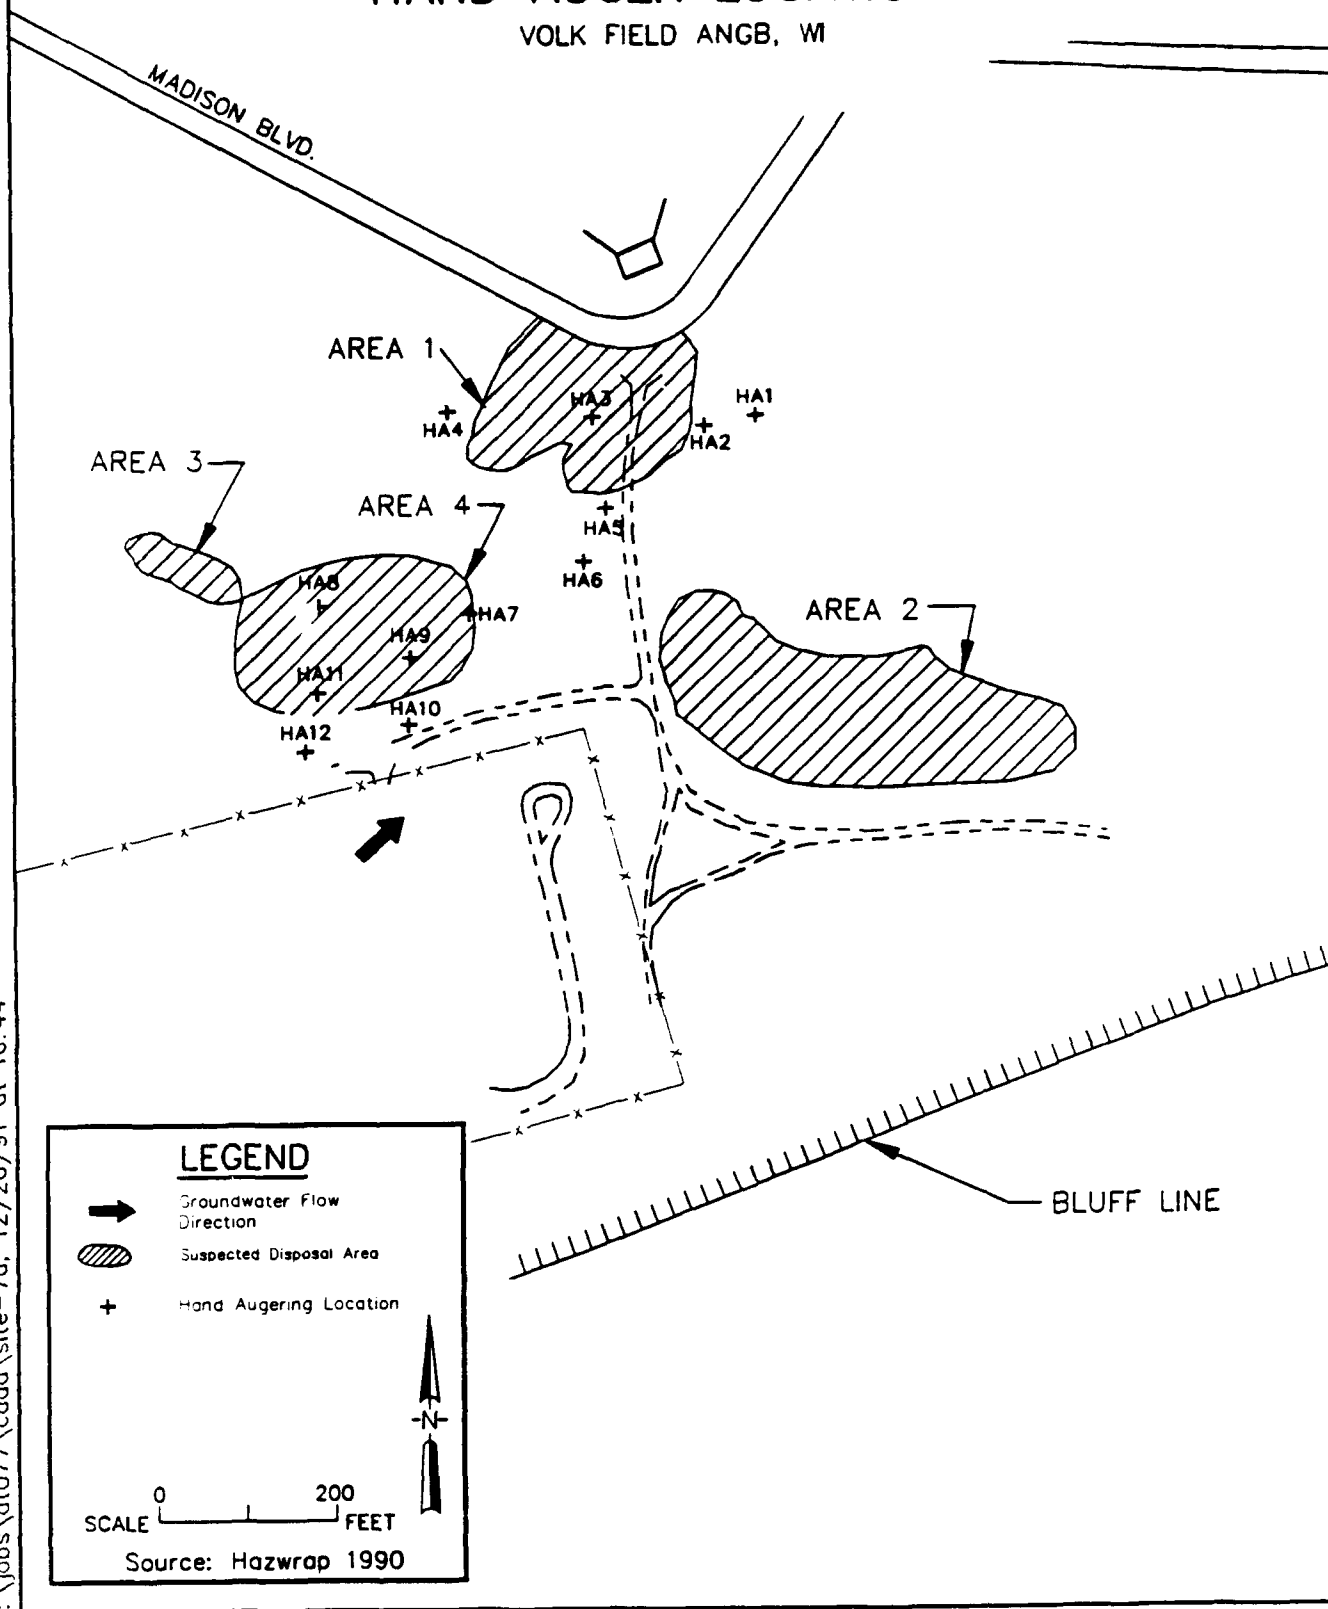 VOLK FIELD ANGB, WI
MADISON BLVD.
AREA 1
HA3
HA1
HA4
HA2
AREA 3
AREA 4
HA5
HA6
HA8
HA7
AREA 2
HA9
HA11
HA10
HA12
LEGEND
Groundwater Flow
Direction
Suspected Disposal Area
Hand Augering Location
BLUFF LINE
N
0 200
SCALE FEET
Source: Hazwrap 1990
x x x x x x x x x x x x x x x x x x x